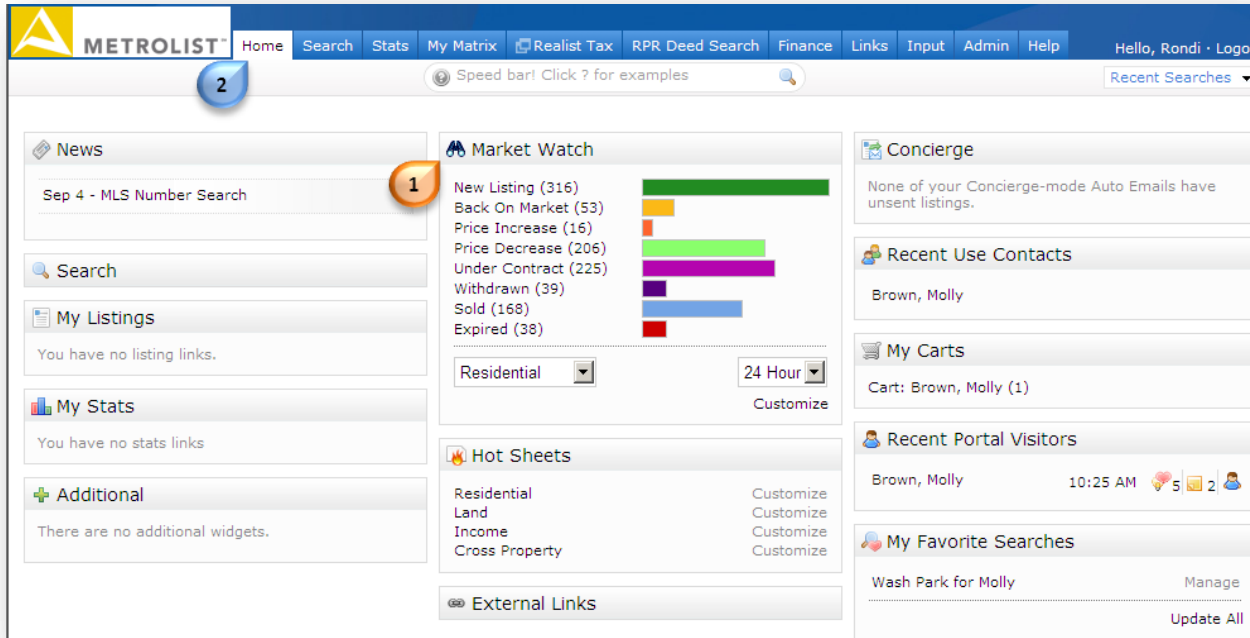 METROLIST™
Home Search Stats My Matrix Realist Tax RPR Deed Search Finance Links Input Admin Help Hello, Rondi · Logo
2
Speed bar! Click ? for examples
Recent Searches
News
Sep 4 - MLS Number Search
Search
My Listings
You have no listing links.
My Stats
You have no stats links
Additional
There are no additional widgets.
1
Market Watch
New Listing (316)
Back On Market (53)
Price Increase (16)
Price Decrease (206)
Under Contract (225)
Withdrawn (39)
Sold (168)
Expired (38)
Residential 24 Hour
Customize
Hot Sheets
Residential Customize
Land Customize
Income Customize
Cross Property Customize
External Links
Concierge
None of your Concierge-mode Auto Emails have
unsent listings.
Recent Use Contacts
Brown, Molly
My Carts
Cart: Brown, Molly (1)
Recent Portal Visitors
Brown, Molly 10:25 AM 5 2
My Favorite Searches
Wash Park for Molly Manage
Update All